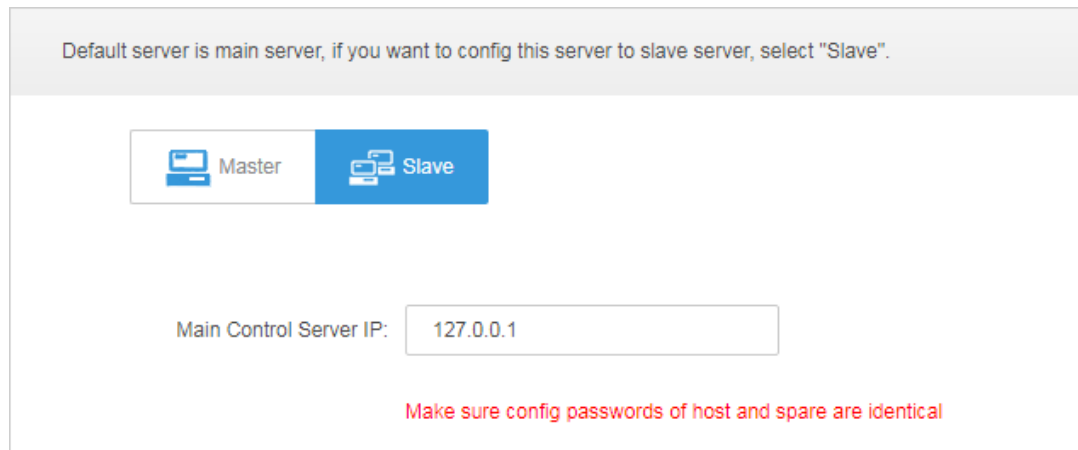 Default server is main server, if you want to config this server to slave server, select "Slave".
Master Slave
Main Control Server IP: 127.0.0.1
Make sure config passwords of host and spare are identical